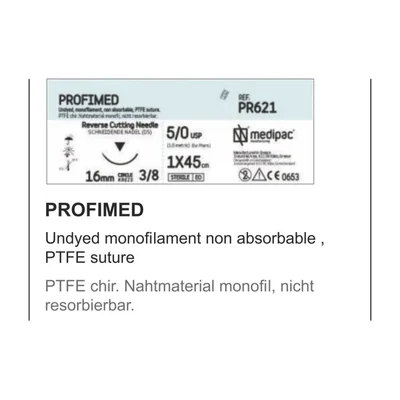 PROFIMED
Undyed, monofilament, non absorbable, PTFE suture.
PTFE chir. Nahtmaterial monofil, nicht resorbierbar.
REF.
PR621
Reverse Cutting Needle
SCHNEIDENDE NADEL (DS)
16mm CIRCLE 3/8
5/0 USP
1X45cm
STERILE EO
medipac
CE 0653
PROFIMED
Undyed monofilament non absorbable ,
PTFE suture
PTFE chir. Nahtmaterial monofil, nicht
resorbierbar.